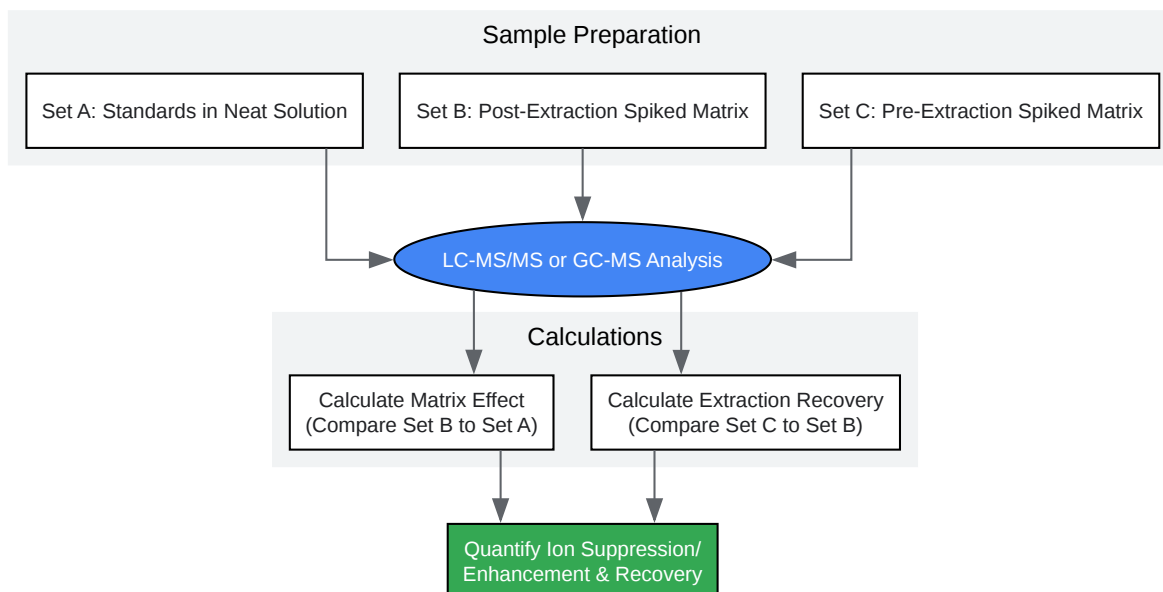 Sample Preparation
Set A: Standards in Neat Solution
Set B: Post-Extraction Spiked Matrix
Set C: Pre-Extraction Spiked Matrix
LC-MS/MS or GC-MS Analysis
Calculations
Calculate Matrix Effect
(Compare Set B to Set A)
Calculate Extraction Recovery
(Compare Set C to Set B)
Quantify Ion Suppression/
Enhancement & Recovery